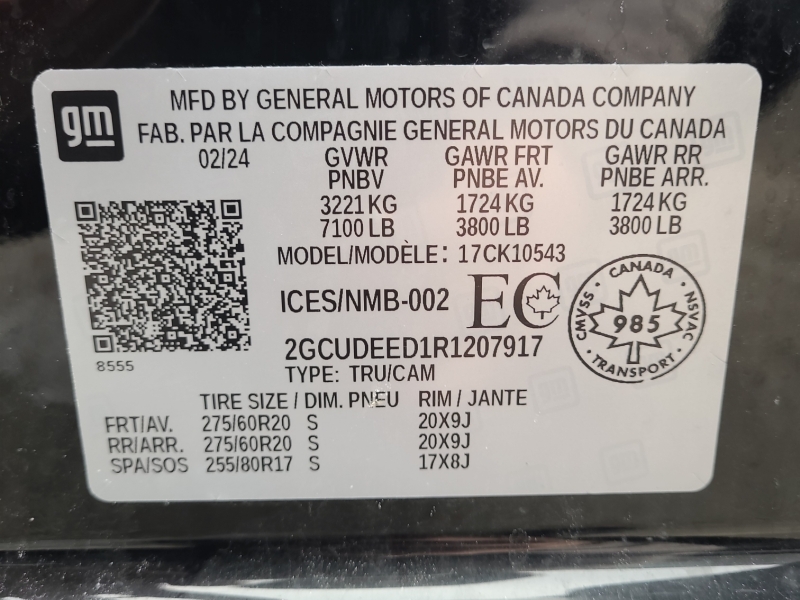 gm
MFD BY GENERAL MOTORS OF CANADA COMPANY
FAB. PAR LA COMPAGNIE GENERAL MOTORS DU CANADA
02/24 GVWR GAWR FRT GAWR RR
PNBV PNBE AV. PNBE ARR.
3221 KG 1724 KG 1724 KG
7100 LB 3800 LB 3800 LB
MODEL/MODÈLE: 17CK10543
ICES/NMB-002 EC
CANADA
CMVSS 985 NSVAC
TRANSPORT
8555
2GCUDEED1R1207917
TYPE: TRU/CAM
TIRE SIZE / DIM. PNEU RIM / JANTE
FRT/AV. 275/60R20 S 20X9J
RR/ARR. 275/60R20 S 20X9J
SPA/SOS 255/80R17 S 17X8J